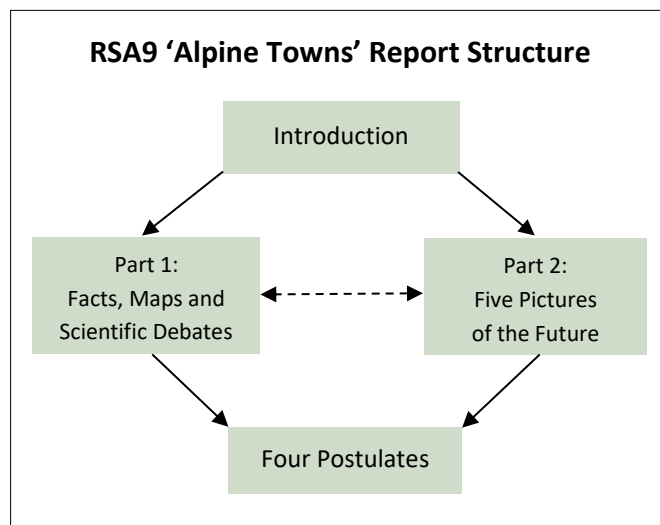 RSA9 ‘Alpine Towns’ Report Structure
Introduction
Part 1:
Facts, Maps and
Scientific Debates
Part 2:
Five Pictures
of the Future
Four Postulates